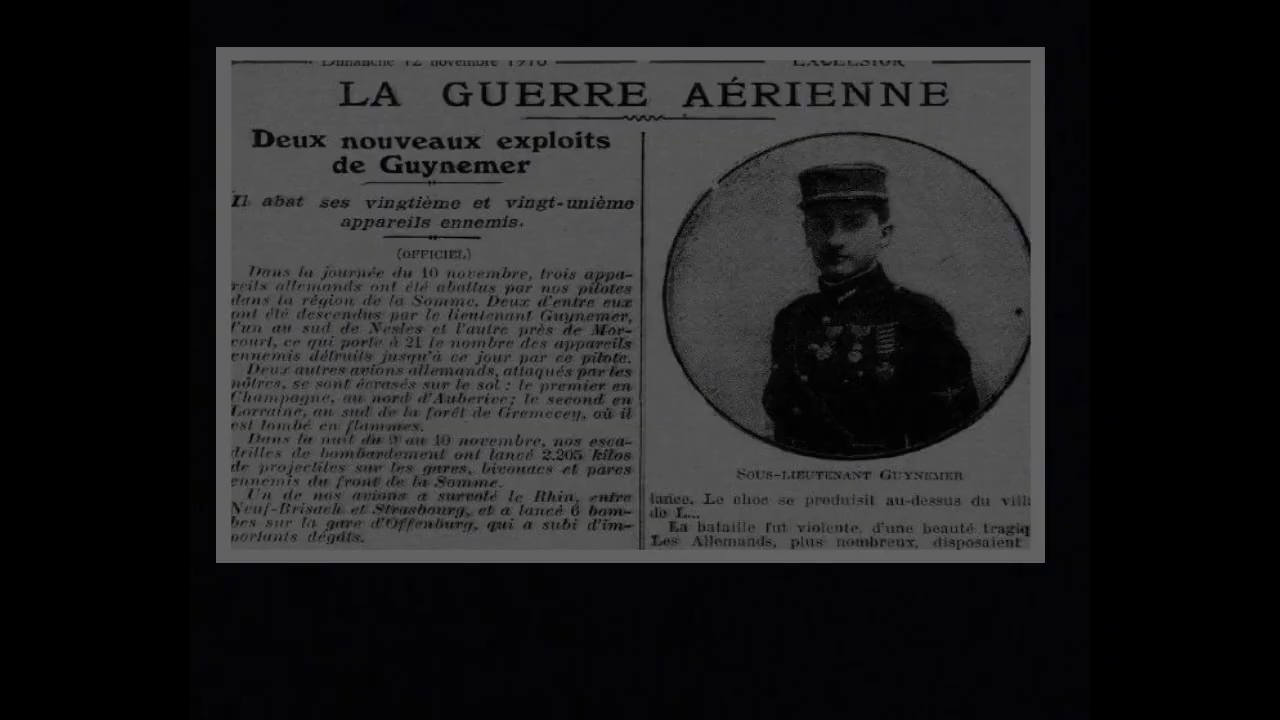 Dimanche 12 novembre 1916
EXCELSIOR
LA GUERRE AÉRIENNE
Deux nouveaux exploits
de Guynemer
Il abat ses vingtième et vingt-unième
appareils ennemis.
(OFFICIEL)
Dans la journée du 10 novembre, trois appa-
reils allemands ont été abattus par nos pilotes
dans la région de la Somme. Deux d'entre eux
ont été descendus par le lieutenant Guynemer,
l'un au sud de Nesles et l'autre près de Mor-
court, ce qui porte à 21 le nombre des appareils
ennemis détruits jusqu'à ce jour par ce pilote.
Deux autres avions allemands, attaqués par les
nôtres, se sont écrasés sur le sol : le premier en
Champagne, au nord d'Auberive; le second en
Lorraine, au sud de la forêt de Gremecey, où il
est tombé en flammes.
Dans la nuit du 9 au 10 novembre, nos esca-
drilles de bombardement ont lancé 2.205 kilos
de projectiles sur les gares, bivouacs et parcs
ennemis du front de la Somme.
Un de nos avions a survolé le Rhin, entre
Neuf-Brisach et Strasbourg, et a lancé 6 bom-
bes sur la gare d'Offenburg, qui a subi d'im-
portants dégâts.
SOUS-LIEUTENANT GUYNEMER
lance. Le choc se produisit au-dessus du vill
de L...
La bataille fut violente, d'une beauté tragiq
Les Allemands, plus nombreux, disposaient